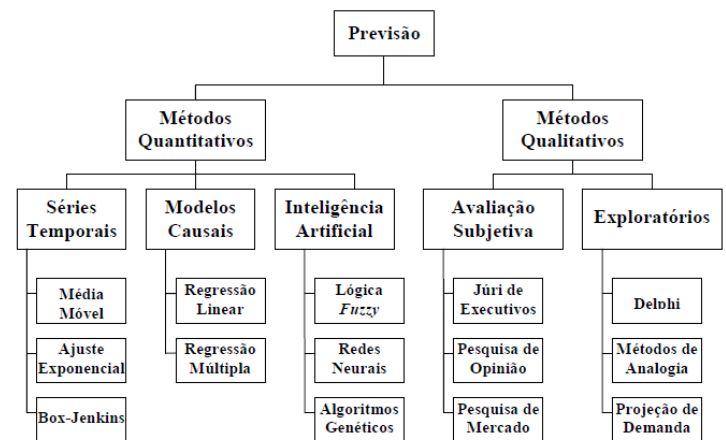 Previsão
Métodos
Quantitativos
Métodos
Qualitativos
Séries
Temporais
Modelos
Causais
Inteligência
Artificial
Avaliação
Subjetiva
Exploratórios
Média
Móvel
Regressão
Linear
Lógica
Fuzzy
Júri de
Executivos
Delphi
Ajuste
Exponencial
Regressão
Múltipla
Redes
Neurais
Pesquisa de
Opinião
Métodos de
Analogia
Box-Jenkins
Algoritmos
Genéticos
Pesquisa de
Mercado
Projeção de
Demanda